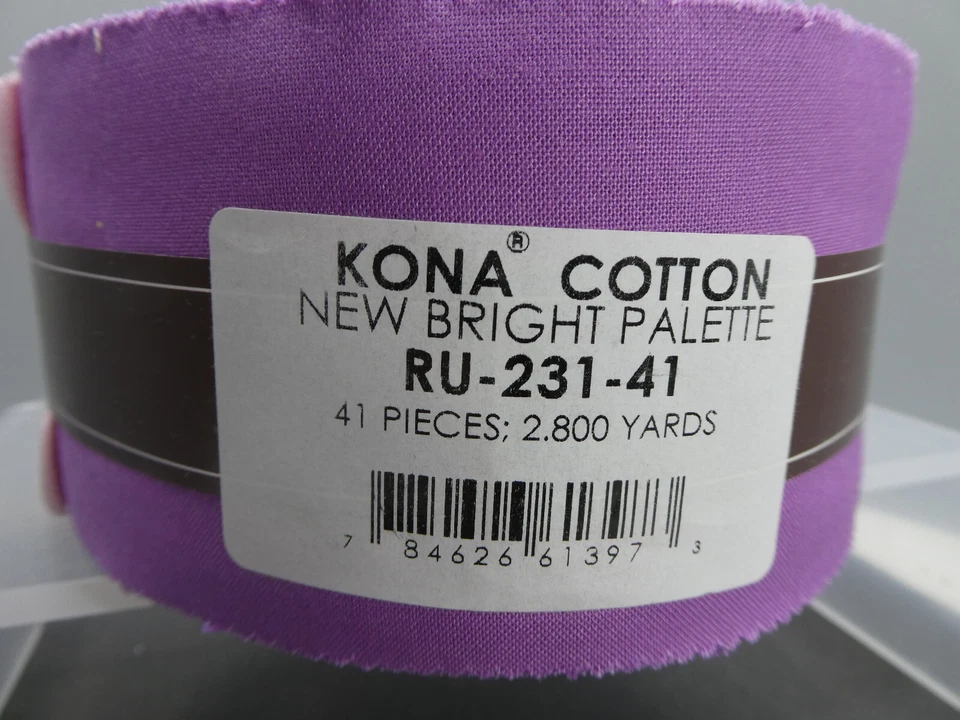 KONA® COTTON
NEW BRIGHT PALETTE
RU-231-41
41 PIECES; 2.800 YARDS
7 84626 61397 3